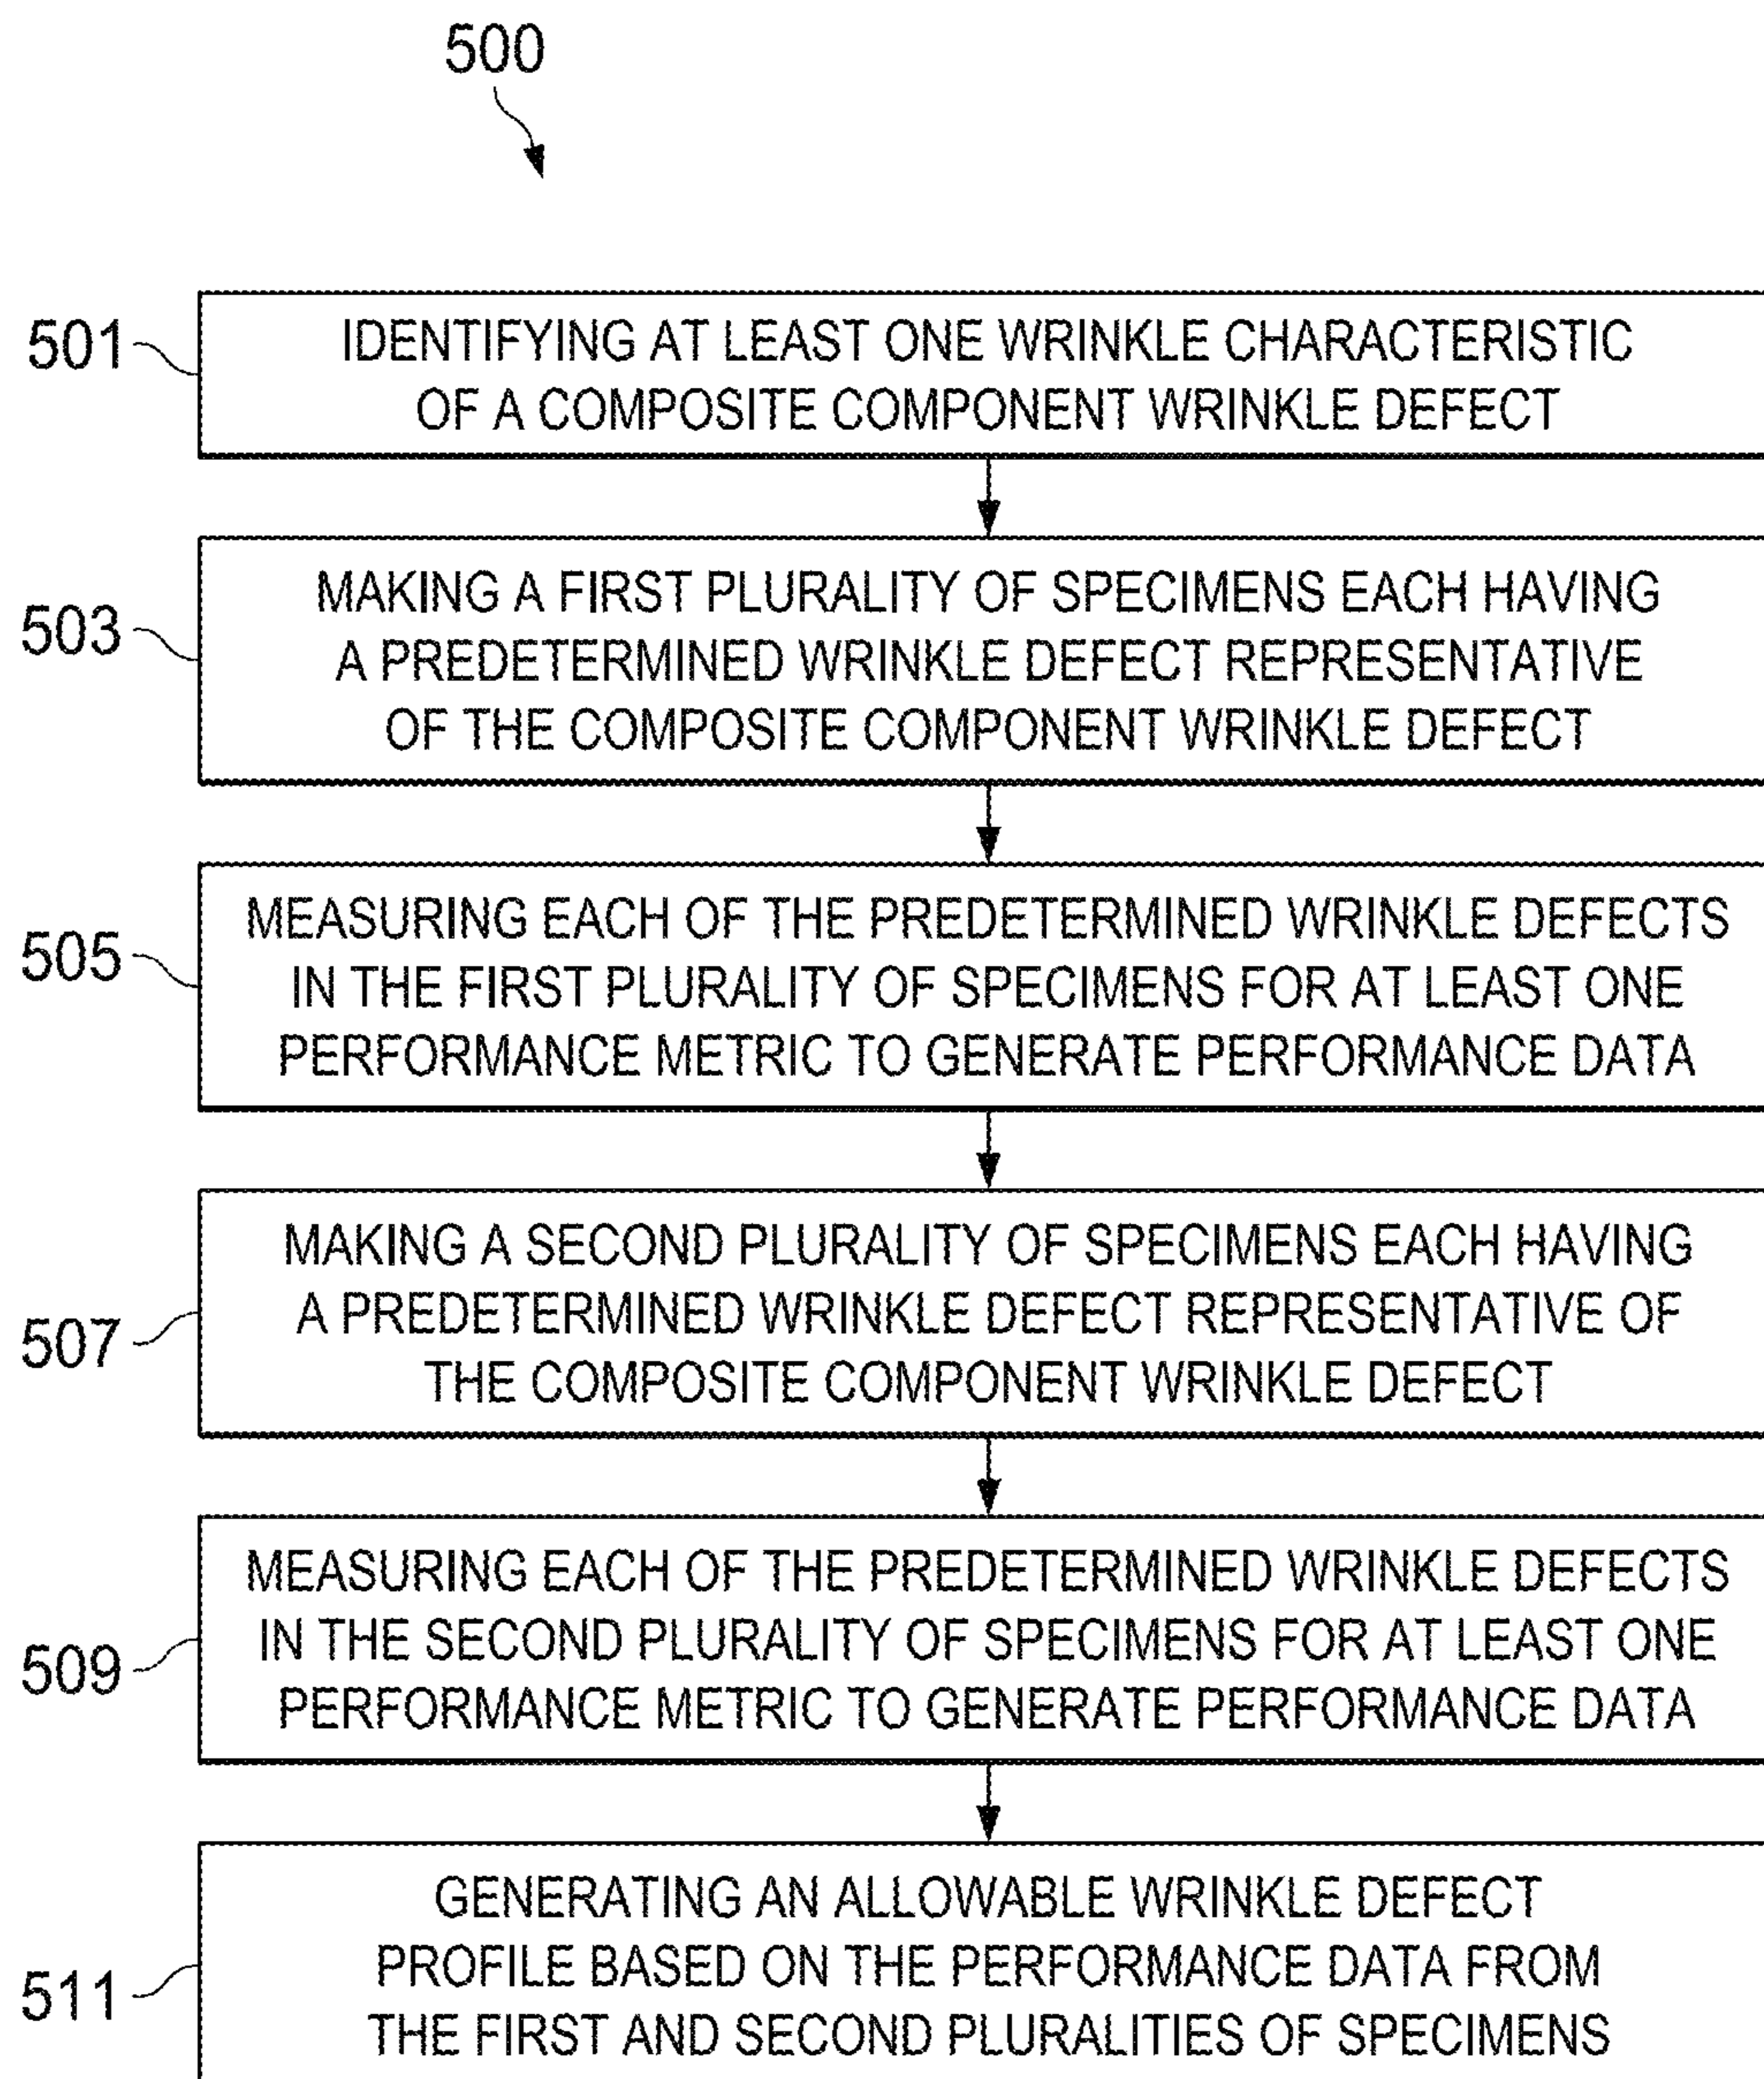 500
501
IDENTIFYING AT LEAST ONE WRINKLE CHARACTERISTIC
OF A COMPOSITE COMPONENT WRINKLE DEFECT
503
MAKING A FIRST PLURALITY OF SPECIMENS EACH HAVING
A PREDETERMINED WRINKLE DEFECT REPRESENTATIVE
OF THE COMPOSITE COMPONENT WRINKLE DEFECT
505
MEASURING EACH OF THE PREDETERMINED WRINKLE DEFECTS
IN THE FIRST PLURALITY OF SPECIMENS FOR AT LEAST ONE
PERFORMANCE METRIC TO GENERATE PERFORMANCE DATA
507
MAKING A SECOND PLURALITY OF SPECIMENS EACH HAVING
A PREDETERMINED WRINKLE DEFECT REPRESENTATIVE OF
THE COMPOSITE COMPONENT WRINKLE DEFECT
509
MEASURING EACH OF THE PREDETERMINED WRINKLE DEFECTS
IN THE SECOND PLURALITY OF SPECIMENS FOR AT LEAST ONE
PERFORMANCE METRIC TO GENERATE PERFORMANCE DATA
511
GENERATING AN ALLOWABLE WRINKLE DEFECT
PROFILE BASED ON THE PERFORMANCE DATA FROM
THE FIRST AND SECOND PLURALITIES OF SPECIMENS